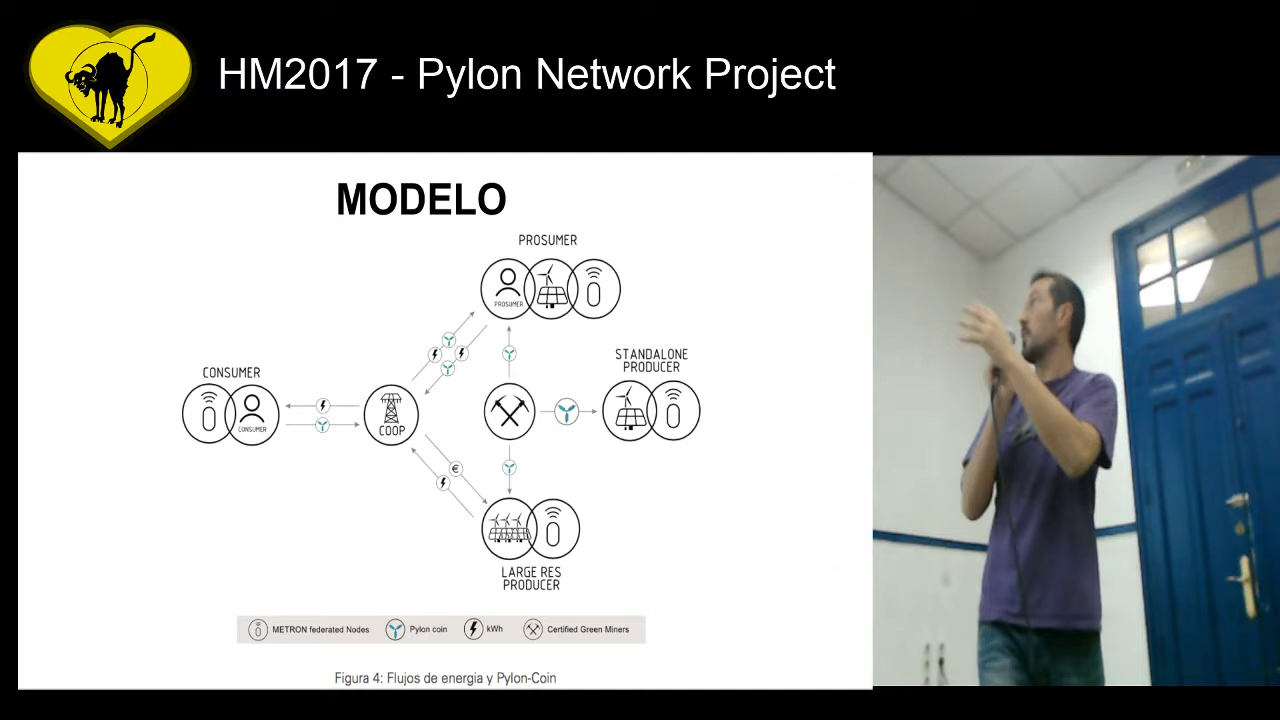 HM2017 - Pylon Network Project
MODELO
PROSUMER
PROSUMER
STANDALONE
PRODUCER
CONSUMER
CONSUMER
COOP
€
LARGE RES
PRODUCER
METRON federated Nodes
Pylon coin
kWh
Certified Green Miners
Figura 4: Flujos de energia y Pylon-Coin